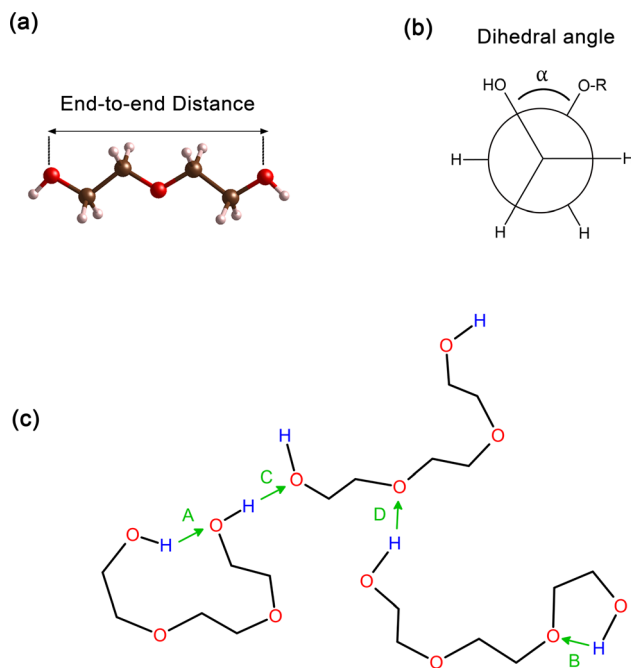 (a)
End-to-end Distance
(b)
Dihedral angle
HO α O-R
H H
H H
(c)
H
O
H
O
C
O
O
H
A
O
O
H
D
H
O
O
O
O
O
O
H
B